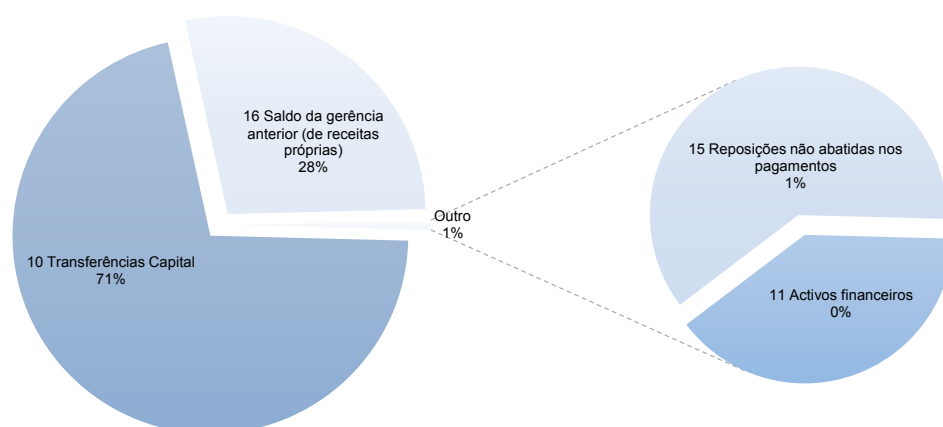 16 Saldo da gerência
anterior (de receitas
próprias)
28%
10 Transferências Capital
71%
Outro
1%
15 Reposições não abatidas nos
pagamentos
1%
11 Activos financeiros
0%